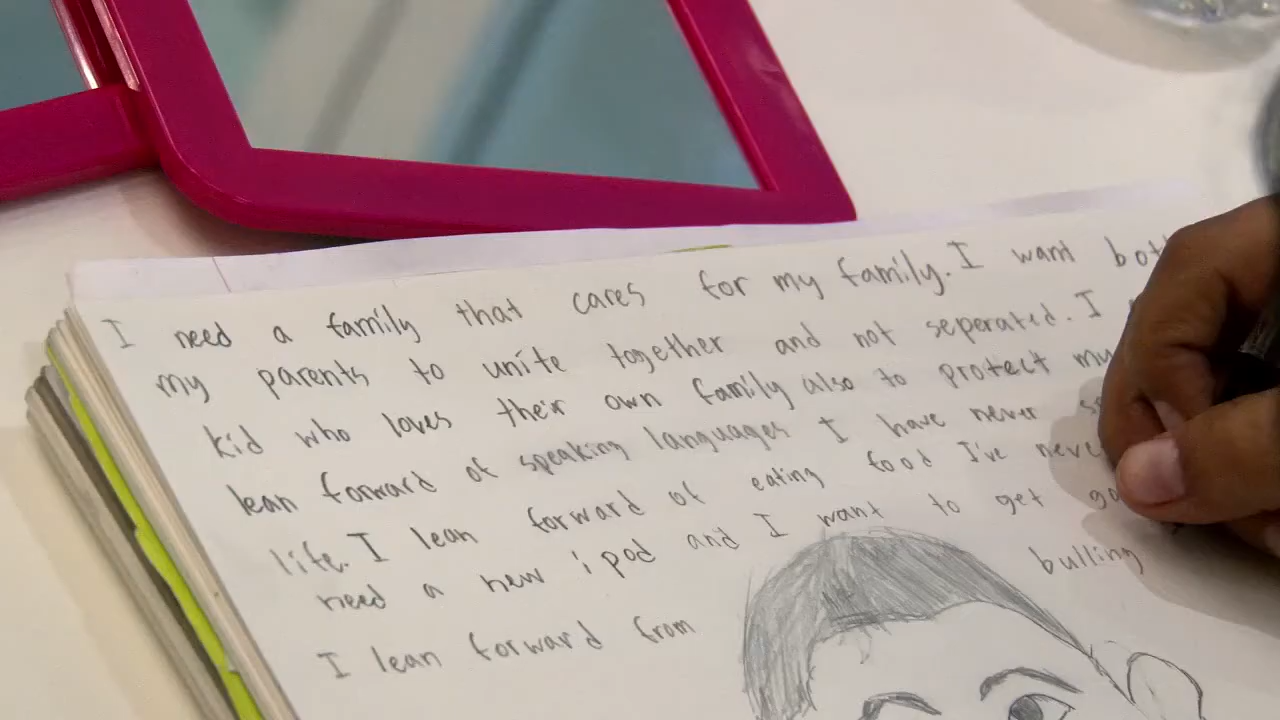 I need a family that cares for my family. I want both
my parents to unite together and not seperated. I
kid who loves their own family also to protect my
lean forward of speaking languages I have never
life. I lean forward of eating food I've never
need a new ipod and I want to get
I lean forward from bulling